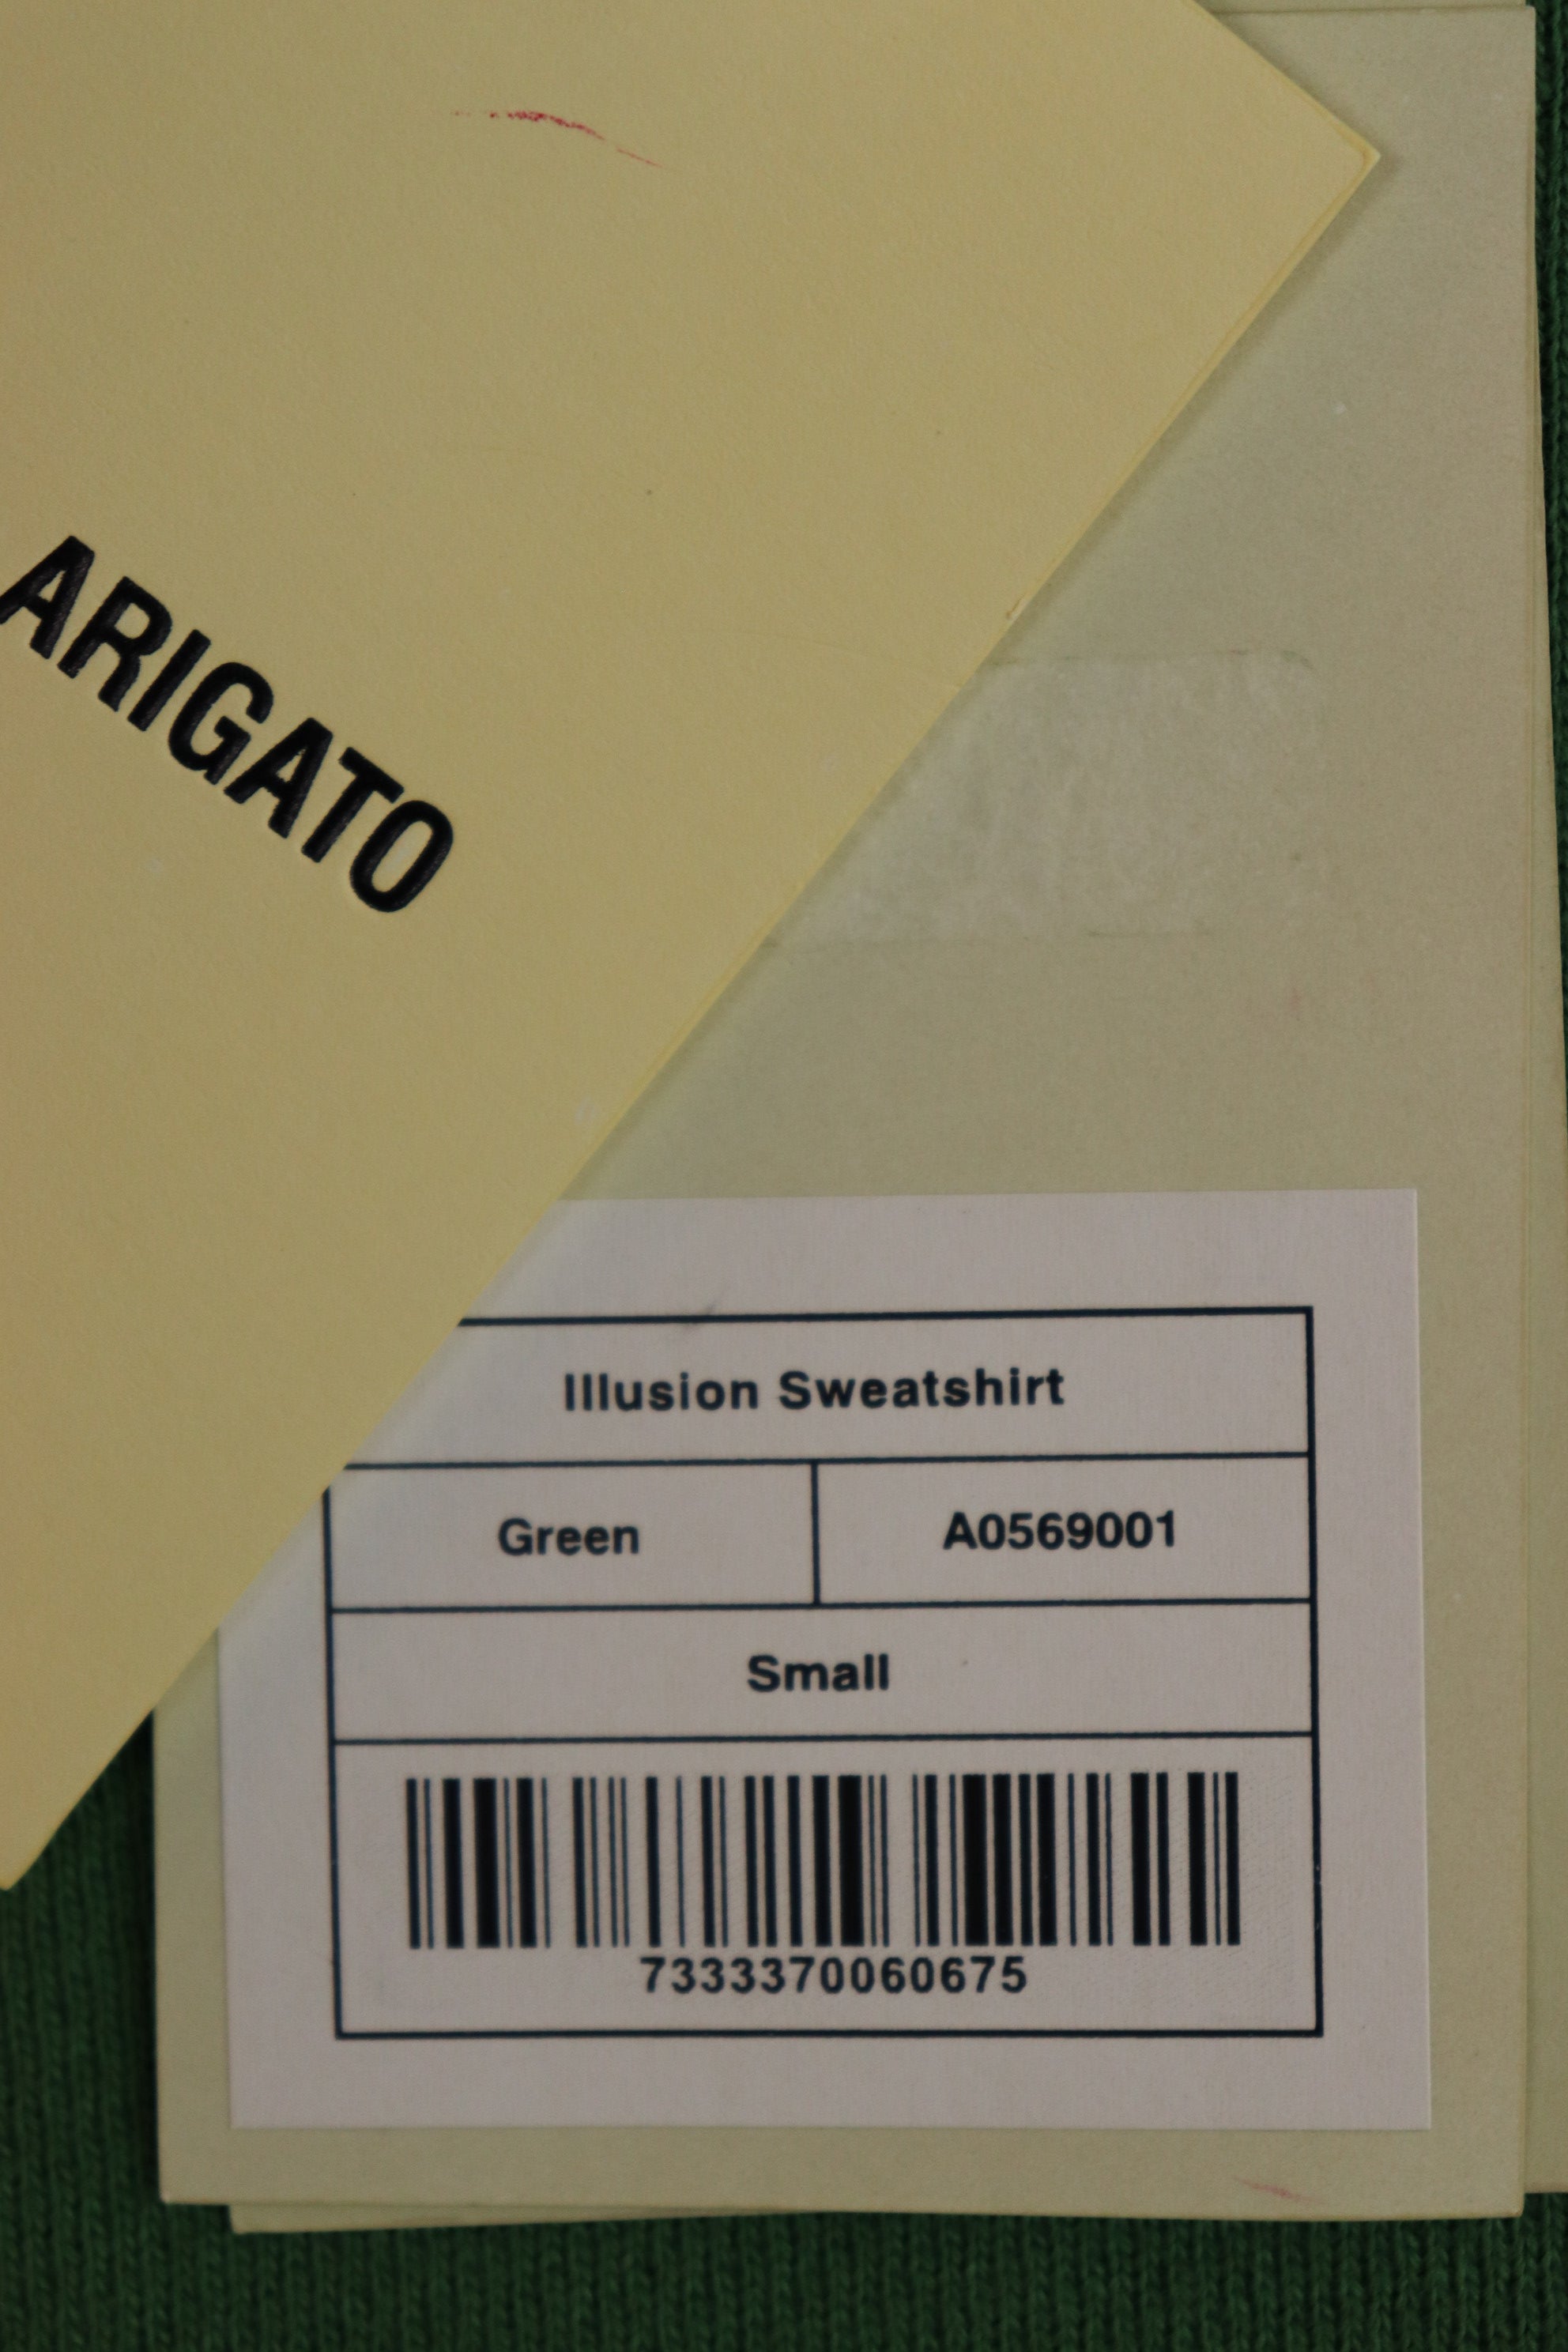 ARIGATO
Illusion Sweatshirt
Green
A0569001
Small
7333370060675